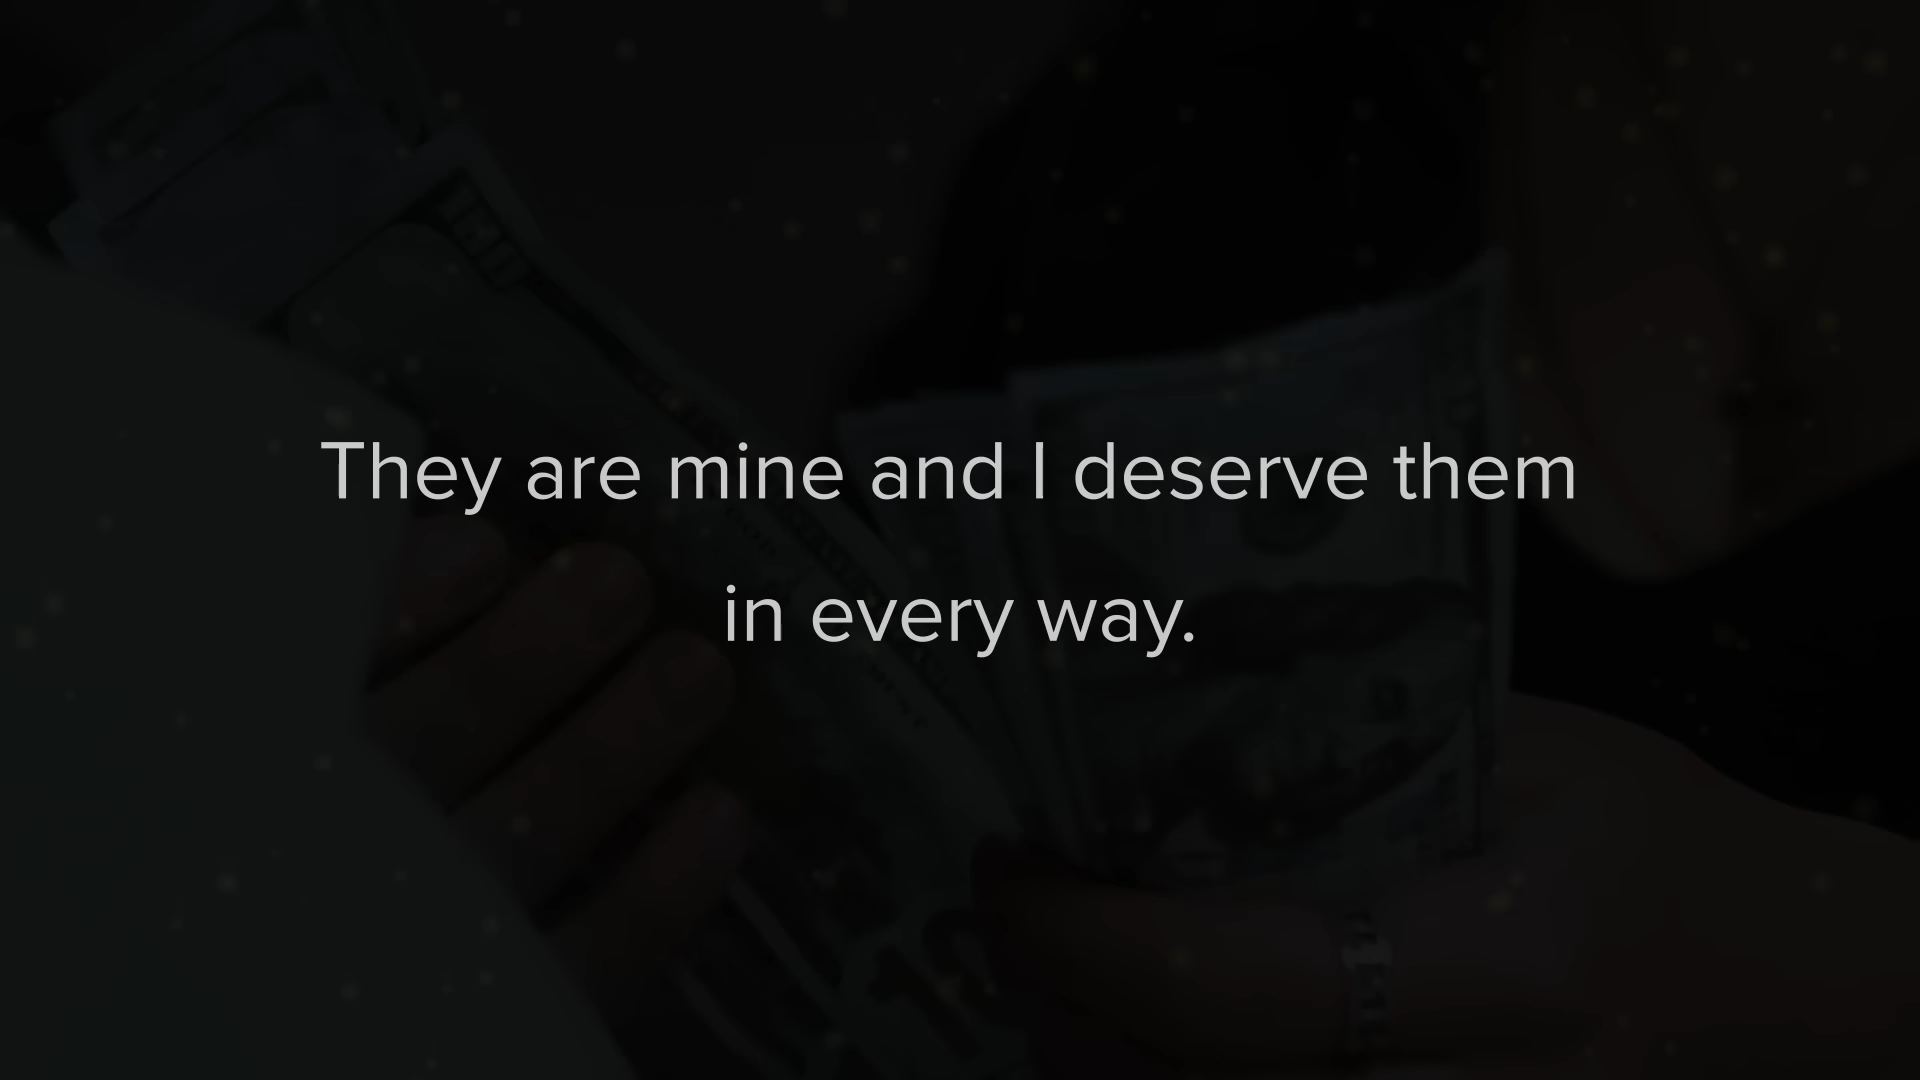 They are mine and I deserve them
in every way.